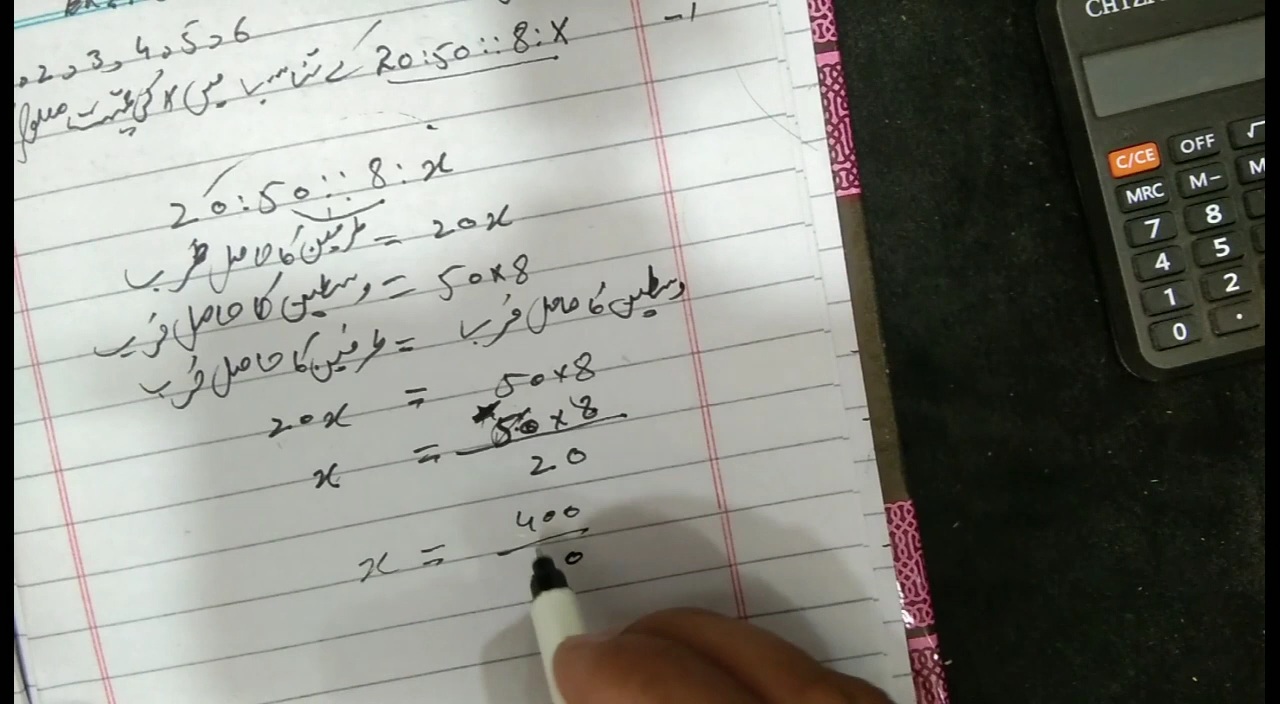 2, 3, 4, 5, 6
-1 20:50::8:X کے تناسب میں X کی قیمت معلوم
20:50::8:x
طرفین کا حاصل ضرب = 20x
وسطین کا حاصل ضرب = 50×8
طرفین کا حاصل ضرب = وسطین کا حاصل ضرب
20x = 50×8
x = 50×8
20
x = 400
0
C/CE OFF √
MRC M− M
7 8
4 5
1 2
0 .